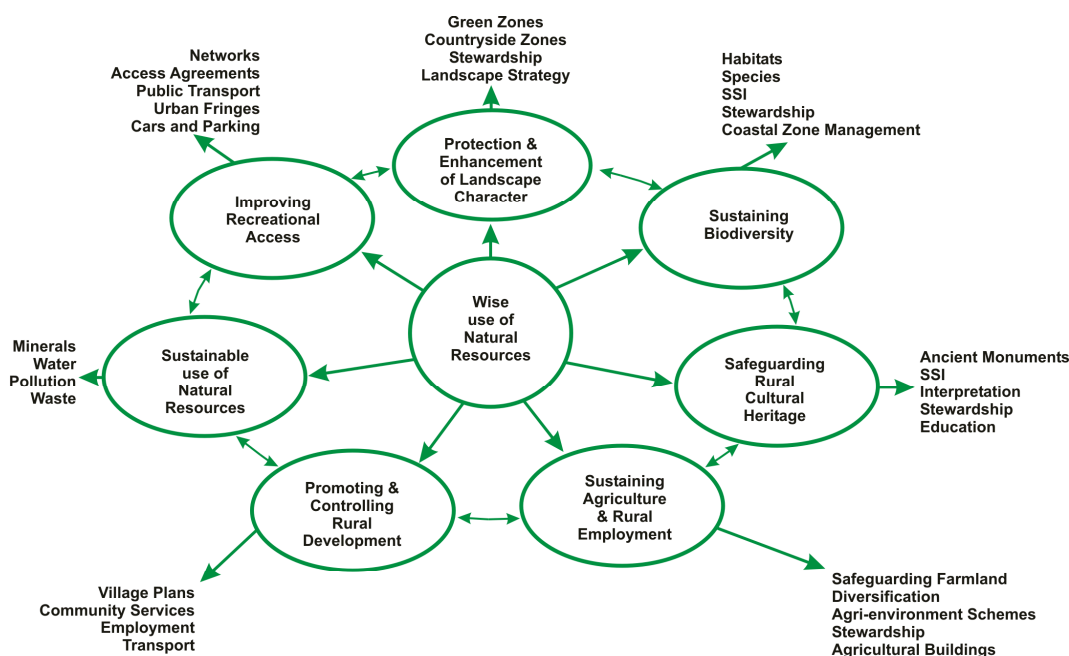 Green Zones
Countryside Zones
Stewardship
Landscape Strategy
Networks
Access Agreements
Public Transport
Urban Fringes
Cars and Parking
Habitats
Species
SSI
Stewardship
Coastal Zone Management
Protection &
Enhancement
of Landscape
Character
Improving
Recreational
Access
Sustaining
Biodiversity
Wise
use of
Natural
Resources
Minerals
Water
Pollution
Waste
Sustainable
use of
Natural
Resources
Safeguarding
Rural
Cultural
Heritage
Ancient Monuments
SSI
Interpretation
Stewardship
Education
Promoting &
Controlling
Rural
Development
Sustaining
Agriculture
& Rural
Employment
Village Plans
Community Services
Employment
Transport
Safeguarding Farmland
Diversification
Agri-environment Schemes
Stewardship
Agricultural Buildings